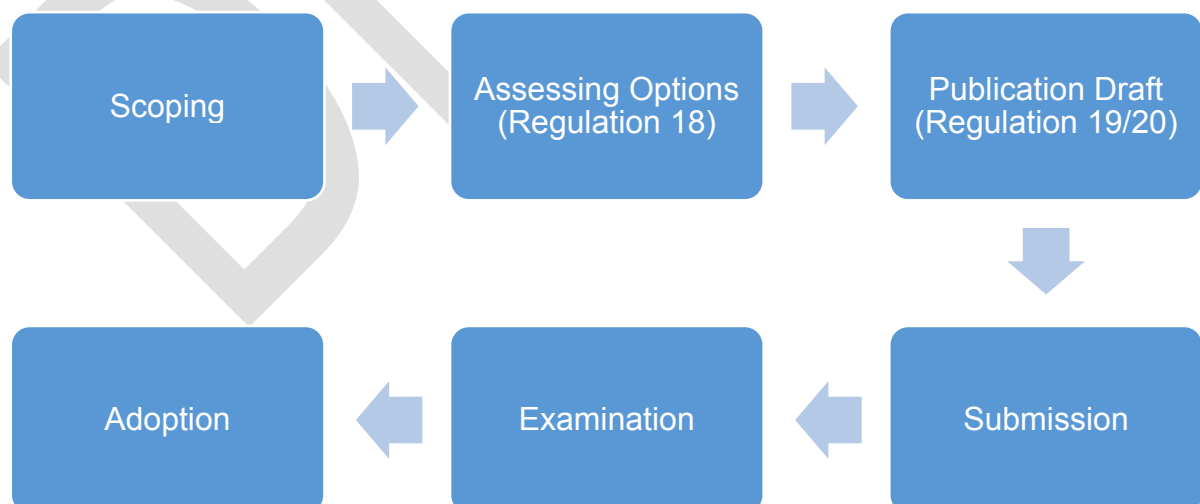 Scoping
Assessing Options
(Regulation 18)
Publication Draft
(Regulation 19/20)
Submission
Examination
Adoption